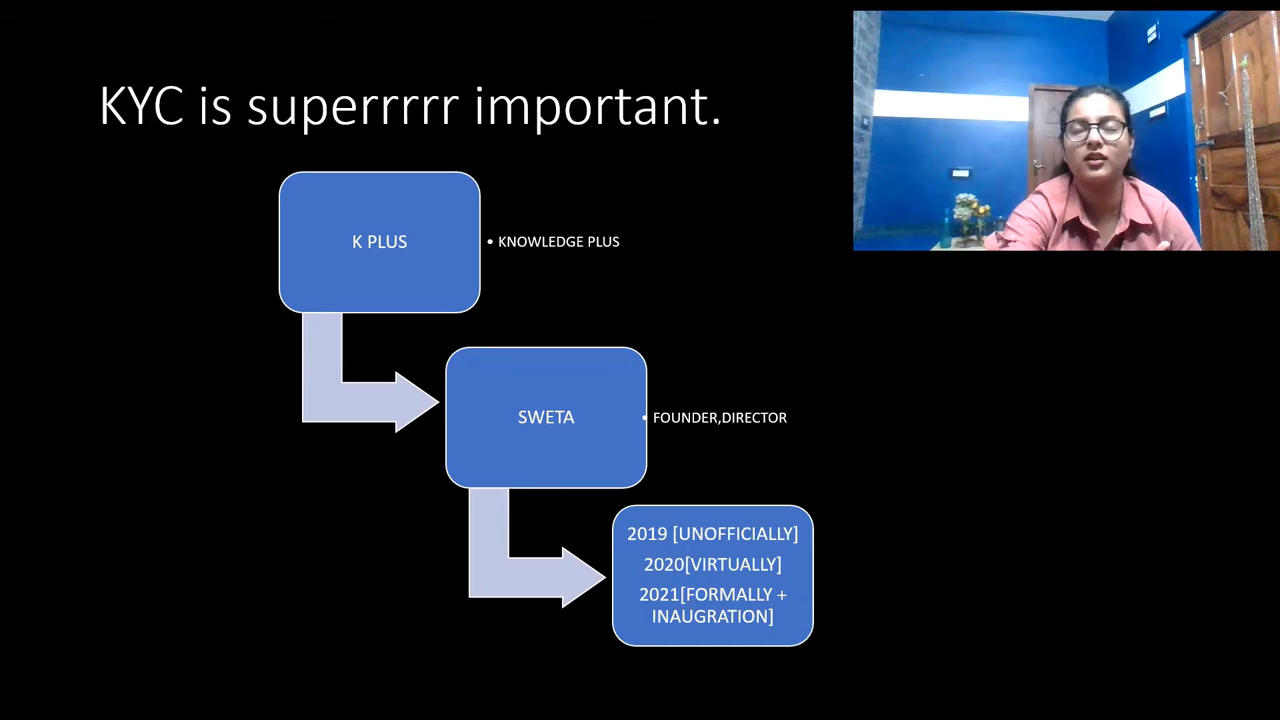 KYC is superrrrr important.
K PLUS
• KNOWLEDGE PLUS
SWETA
• FOUNDER,DIRECTOR
2019 [UNOFFICIALLY]
2020[VIRTUALLY]
2021[FORMALLY +
INAUGRATION]